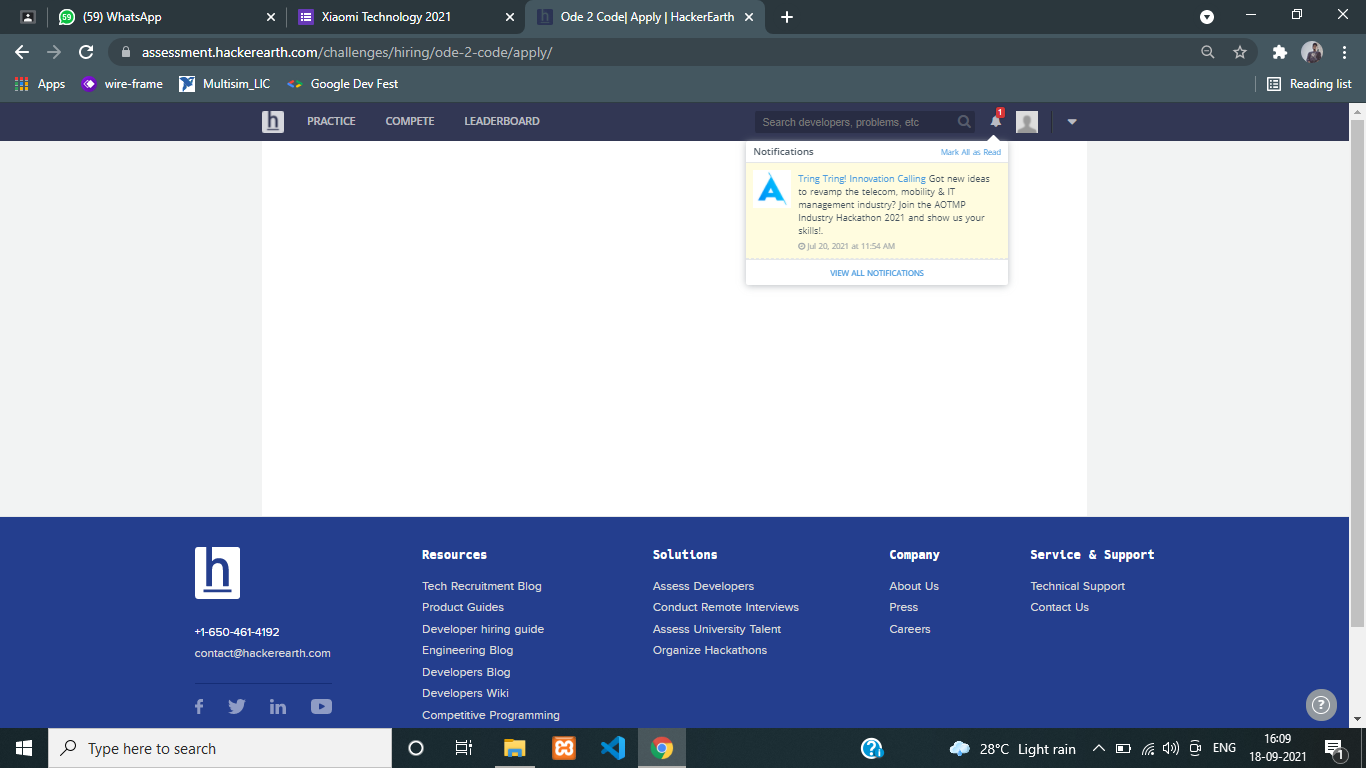 59 (59) WhatsApp
Xiaomi Technology 2021
Ode 2 Code| Apply | HackerEarth
assessment.hackerearth.com/challenges/hiring/ode-2-code/apply/
Apps wire-frame Multisim_LIC Google Dev Fest Reading list
h PRACTICE COMPETE LEADERBOARD Search developers, problems, etc 1
Notifications Mark All as Read
Tring Tring! Innovation Calling Got new ideas
to revamp the telecom, mobility & IT
management industry? Join the AOTMP
Industry Hackathon 2021 and show us your
skills!.
Jul 20, 2021 at 11:54 AM
VIEW ALL NOTIFICATIONS
h
+1-650-461-4192
contact@hackerearth.com
Resources
Tech Recruitment Blog
Product Guides
Developer hiring guide
Engineering Blog
Developers Blog
Developers Wiki
Competitive Programming
Solutions
Assess Developers
Conduct Remote Interviews
Assess University Talent
Organize Hackathons
Company
About Us
Press
Careers
Service & Support
Technical Support
Contact Us
Type here to search
28°C Light rain
ENG
16:09
18-09-2021
1